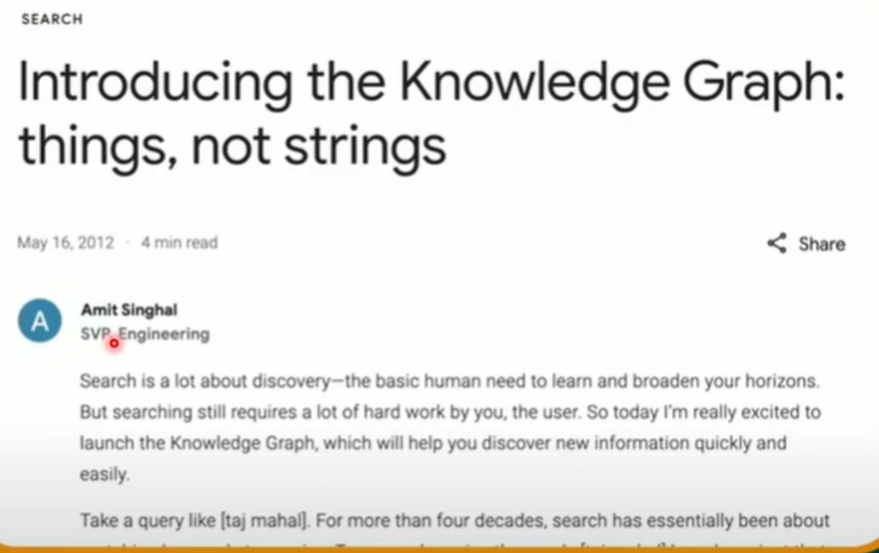 SEARCH
Introducing the Knowledge Graph:
things, not strings
May 16, 2012 · 4 min read
Share
A
Amit Singhal
SVP, Engineering
Search is a lot about discovery—the basic human need to learn and broaden your horizons.
But searching still requires a lot of hard work by you, the user. So today I'm really excited to
launch the Knowledge Graph, which will help you discover new information quickly and
easily.
Take a query like [taj mahal]. For more than four decades, search has essentially been about